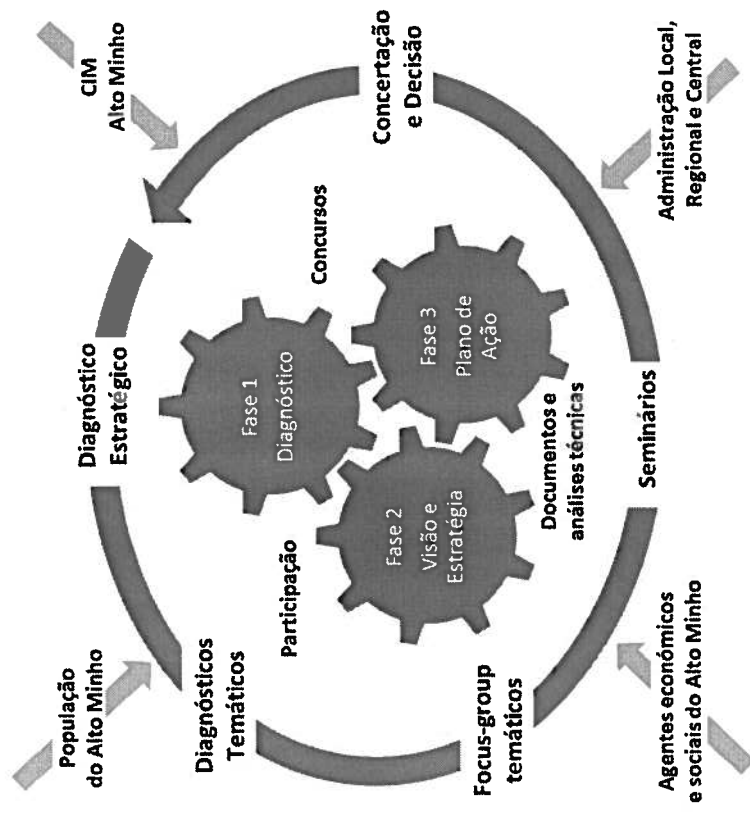 População
do Alto Minho
CIM
Alto Minho
Diagnóstico
Estratégico
Diagnósticos
Temáticos
Concertação
e Decisão
Participação
Concursos
Fase 1
Diagnóstico
Fase 2
Visão e
Estratégia
Fase 3
Plano de
Ação
Documentos e
análises técnicas
Focus-group
temáticos
Seminários
Agentes económicos
e sociais do Alto Minho
Administração Local,
Regional e Central